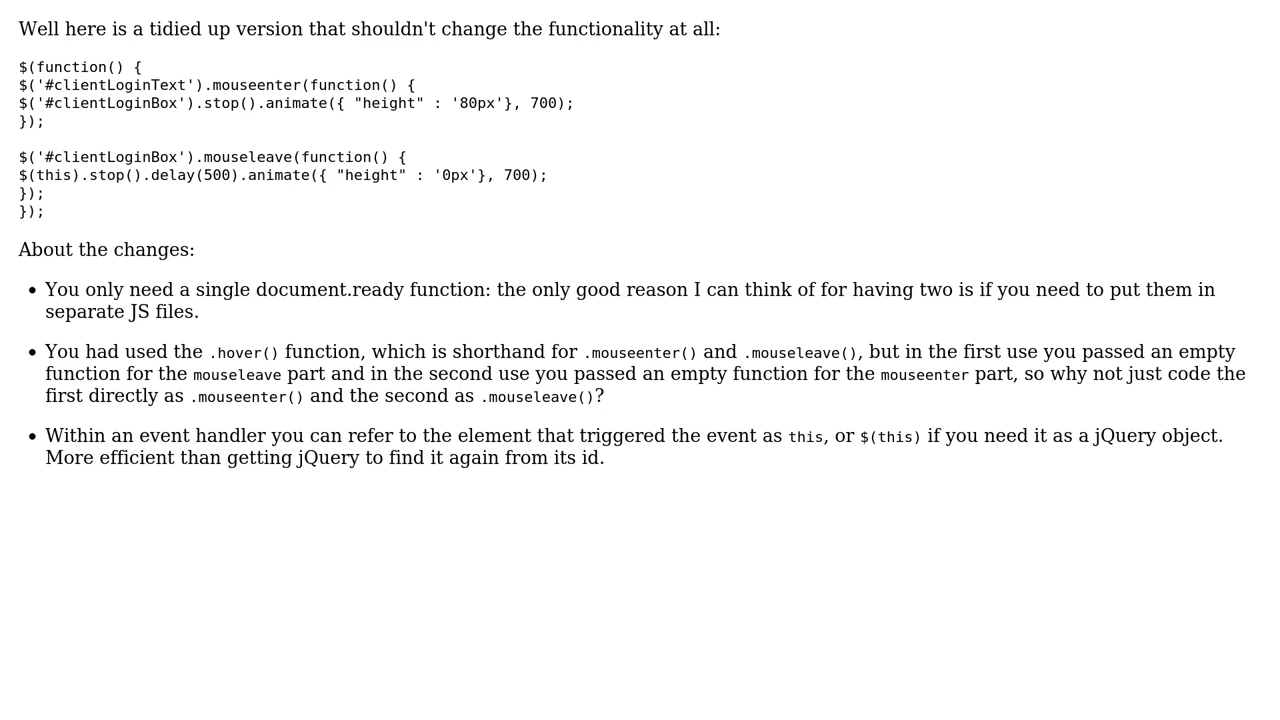 Well here is a tidied up version that shouldn't change the functionality at all:
$(function() {
$('#clientLoginText').mouseenter(function() {
$('#clientLoginBox').stop().animate({ "height" : '80px'}, 700);
});
$('#clientLoginBox').mouseleave(function() {
$(this).stop().delay(500).animate({ "height" : '0px'}, 700);
});
});
About the changes:
• You only need a single document.ready function: the only good reason I can think of for having two is if you need to put them in
separate JS files.
• You had used the .hover() function, which is shorthand for .mouseenter() and .mouseleave(), but in the first use you passed an empty
function for the mouseleave part and in the second use you passed an empty function for the mouseenter part, so why not just code the
first directly as .mouseenter() and the second as .mouseleave()?
• Within an event handler you can refer to the element that triggered the event as this, or $(this) if you need it as a jQuery object.
More efficient than getting jQuery to find it again from its id.